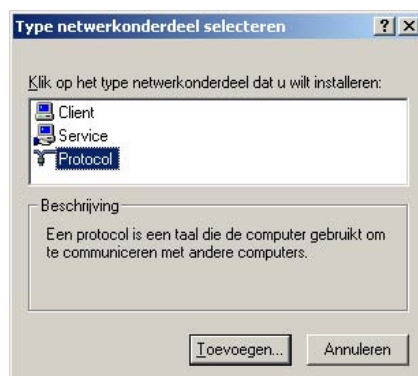 Type netwerkonderdeel selecteren
Klik op het type netwerkonderdeel dat u wilt installeren:
Client
Service
Protocol
Beschrijving
Een protocol is een taal die de computer gebruikt om
te communiceren met andere computers.
Toevoegen...
Annuleren